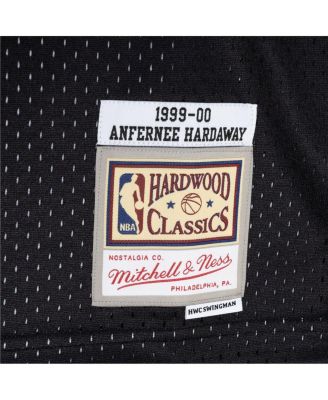 1999-00
ANFERNEE HARDAWAY
NBA
HARDWOOD
CLASSICS
NOSTALGIA CO.
Mitchell & Ness
PHILADELPHIA, PA
HWC SWINGMAN